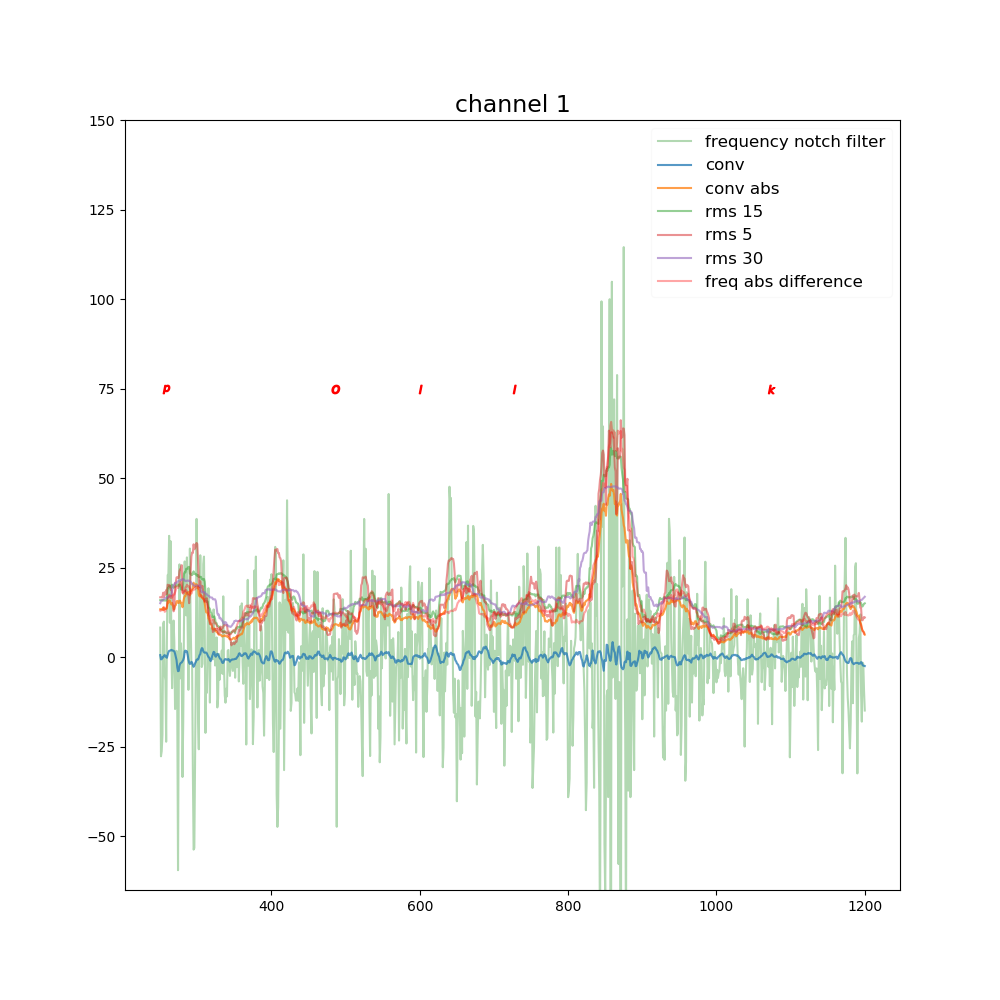 channel 1
150
125
100
75
50
25
0
−25
−50
400 600 800 1000 1200
frequency notch filter
conv
conv abs
rms 15
rms 5
rms 30
freq abs difference
p O l l k